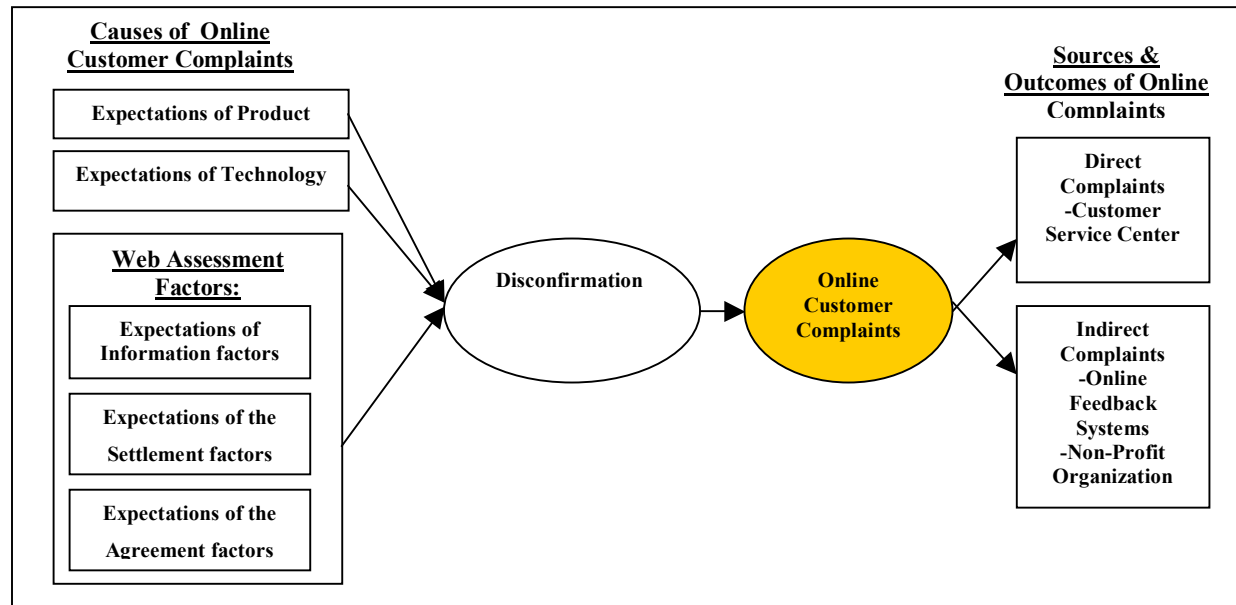 Causes of Online
Customer Complaints
Expectations of Product
Expectations of Technology
Web Assessment
Factors:
Expectations of
Information factors
Expectations of the
Settlement factors
Expectations of the
Agreement factors
Disconfirmation
Online
Customer
Complaints
Sources &
Outcomes of Online
Complaints
Direct
Complaints
-Customer
Service Center
Indirect
Complaints
-Online
Feedback
Systems
-Non-Profit
Organization